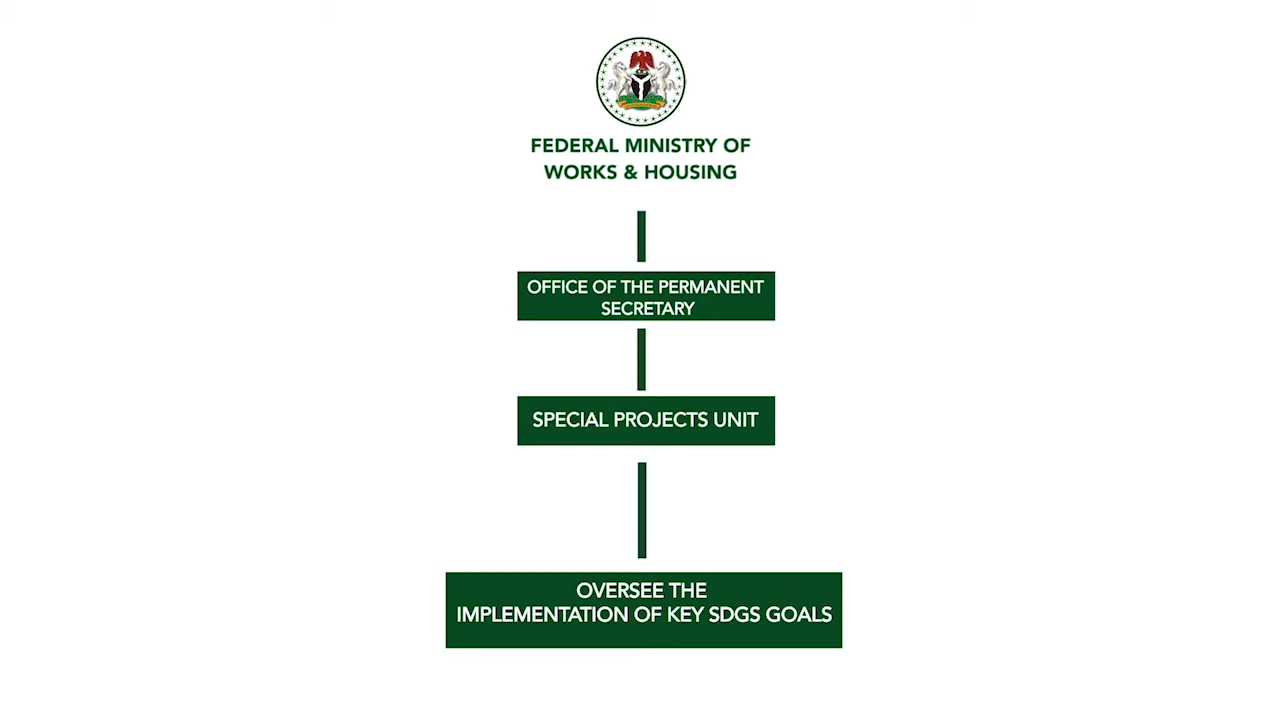 FEDERAL MINISTRY OF
WORKS & HOUSING
OFFICE OF THE PERMANENT
SECRETARY
SPECIAL PROJECTS UNIT
OVERSEE THE
IMPLEMENTATION OF KEY SDGS GOALS